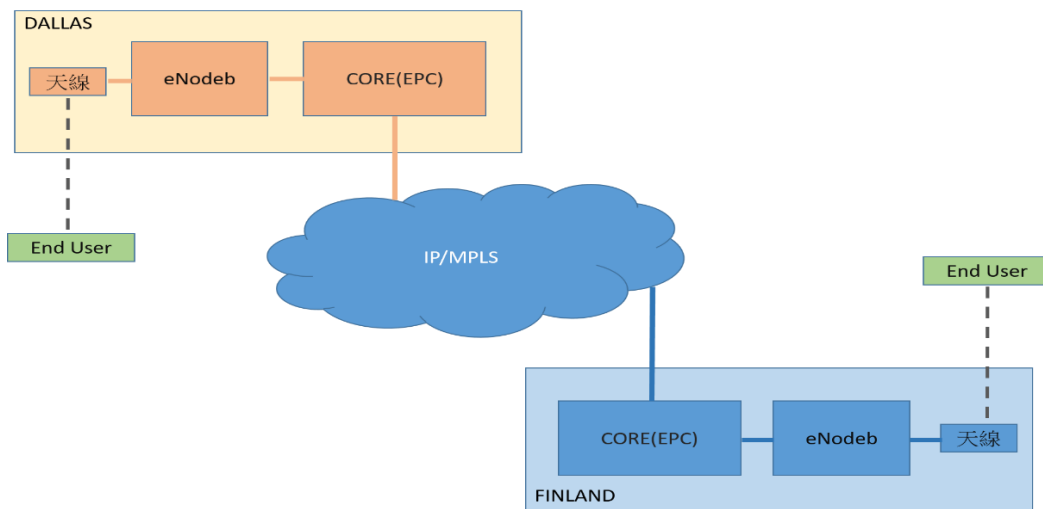 DALLAS
天線
eNodeb
CORE(EPC)
End User
IP/MPLS
End User
CORE(EPC)
eNodeb
天線
FINLAND